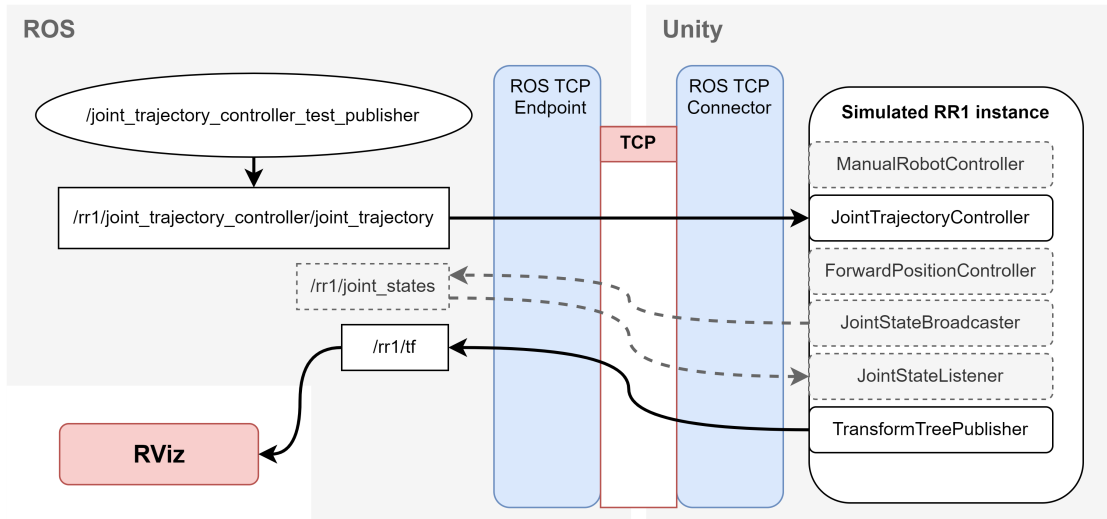 ROS
Unity
ROS TCP
Endpoint
ROS TCP
Connector
TCP
/joint_trajectory_controller_test_publisher
/rr1/joint_trajectory_controller/joint_trajectory
/rr1/joint_states
/rr1/tf
RViz
Simulated RR1 instance
ManualRobotController
JointTrajectoryController
ForwardPositionController
JointStateBroadcaster
JointStateListener
TransformTreePublisher